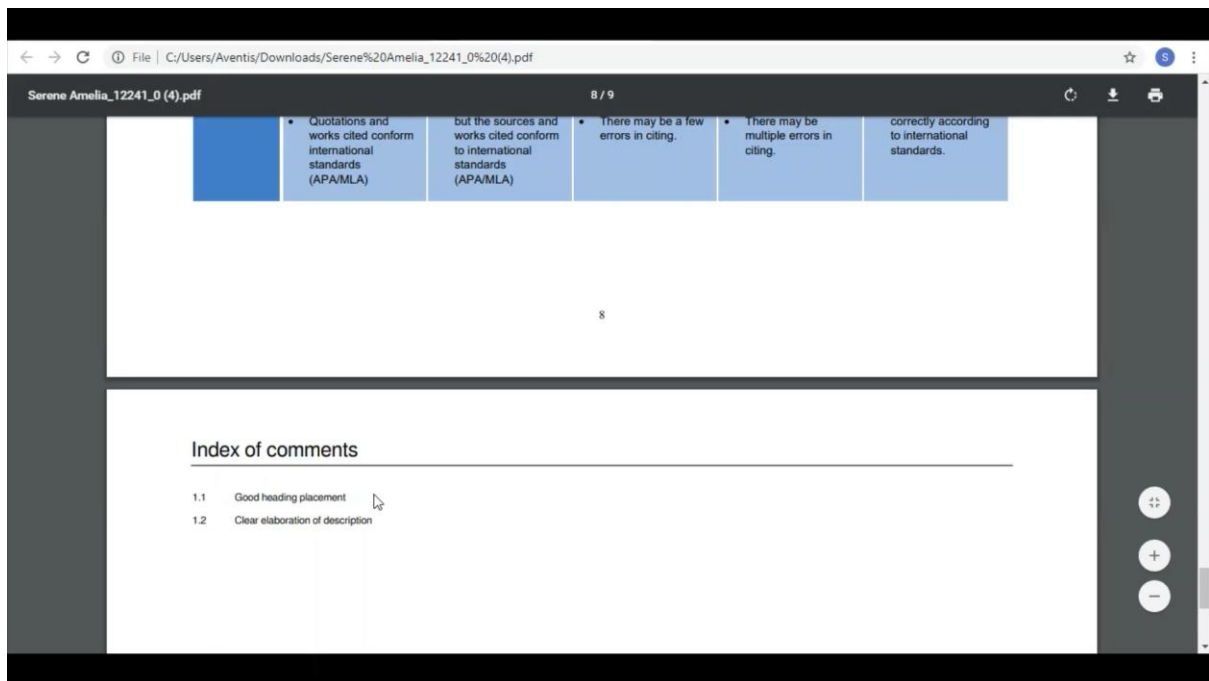 File | C:/Users/Aventis/Downloads/Serene%20Amelia_12241_0%20(4).pdf
S
Serene Amelia_12241_0 (4).pdf
8 / 9
• Quotations and
works cited conform
international
standards
(APA/MLA)
but the sources and
works cited conform
to international
standards
(APA/MLA)
• There may be a few
errors in citing.
• There may be
multiple errors in
citing.
correctly according
to international
standards.
8
Index of comments
1.1 Good heading placement
1.2 Clear elaboration of description